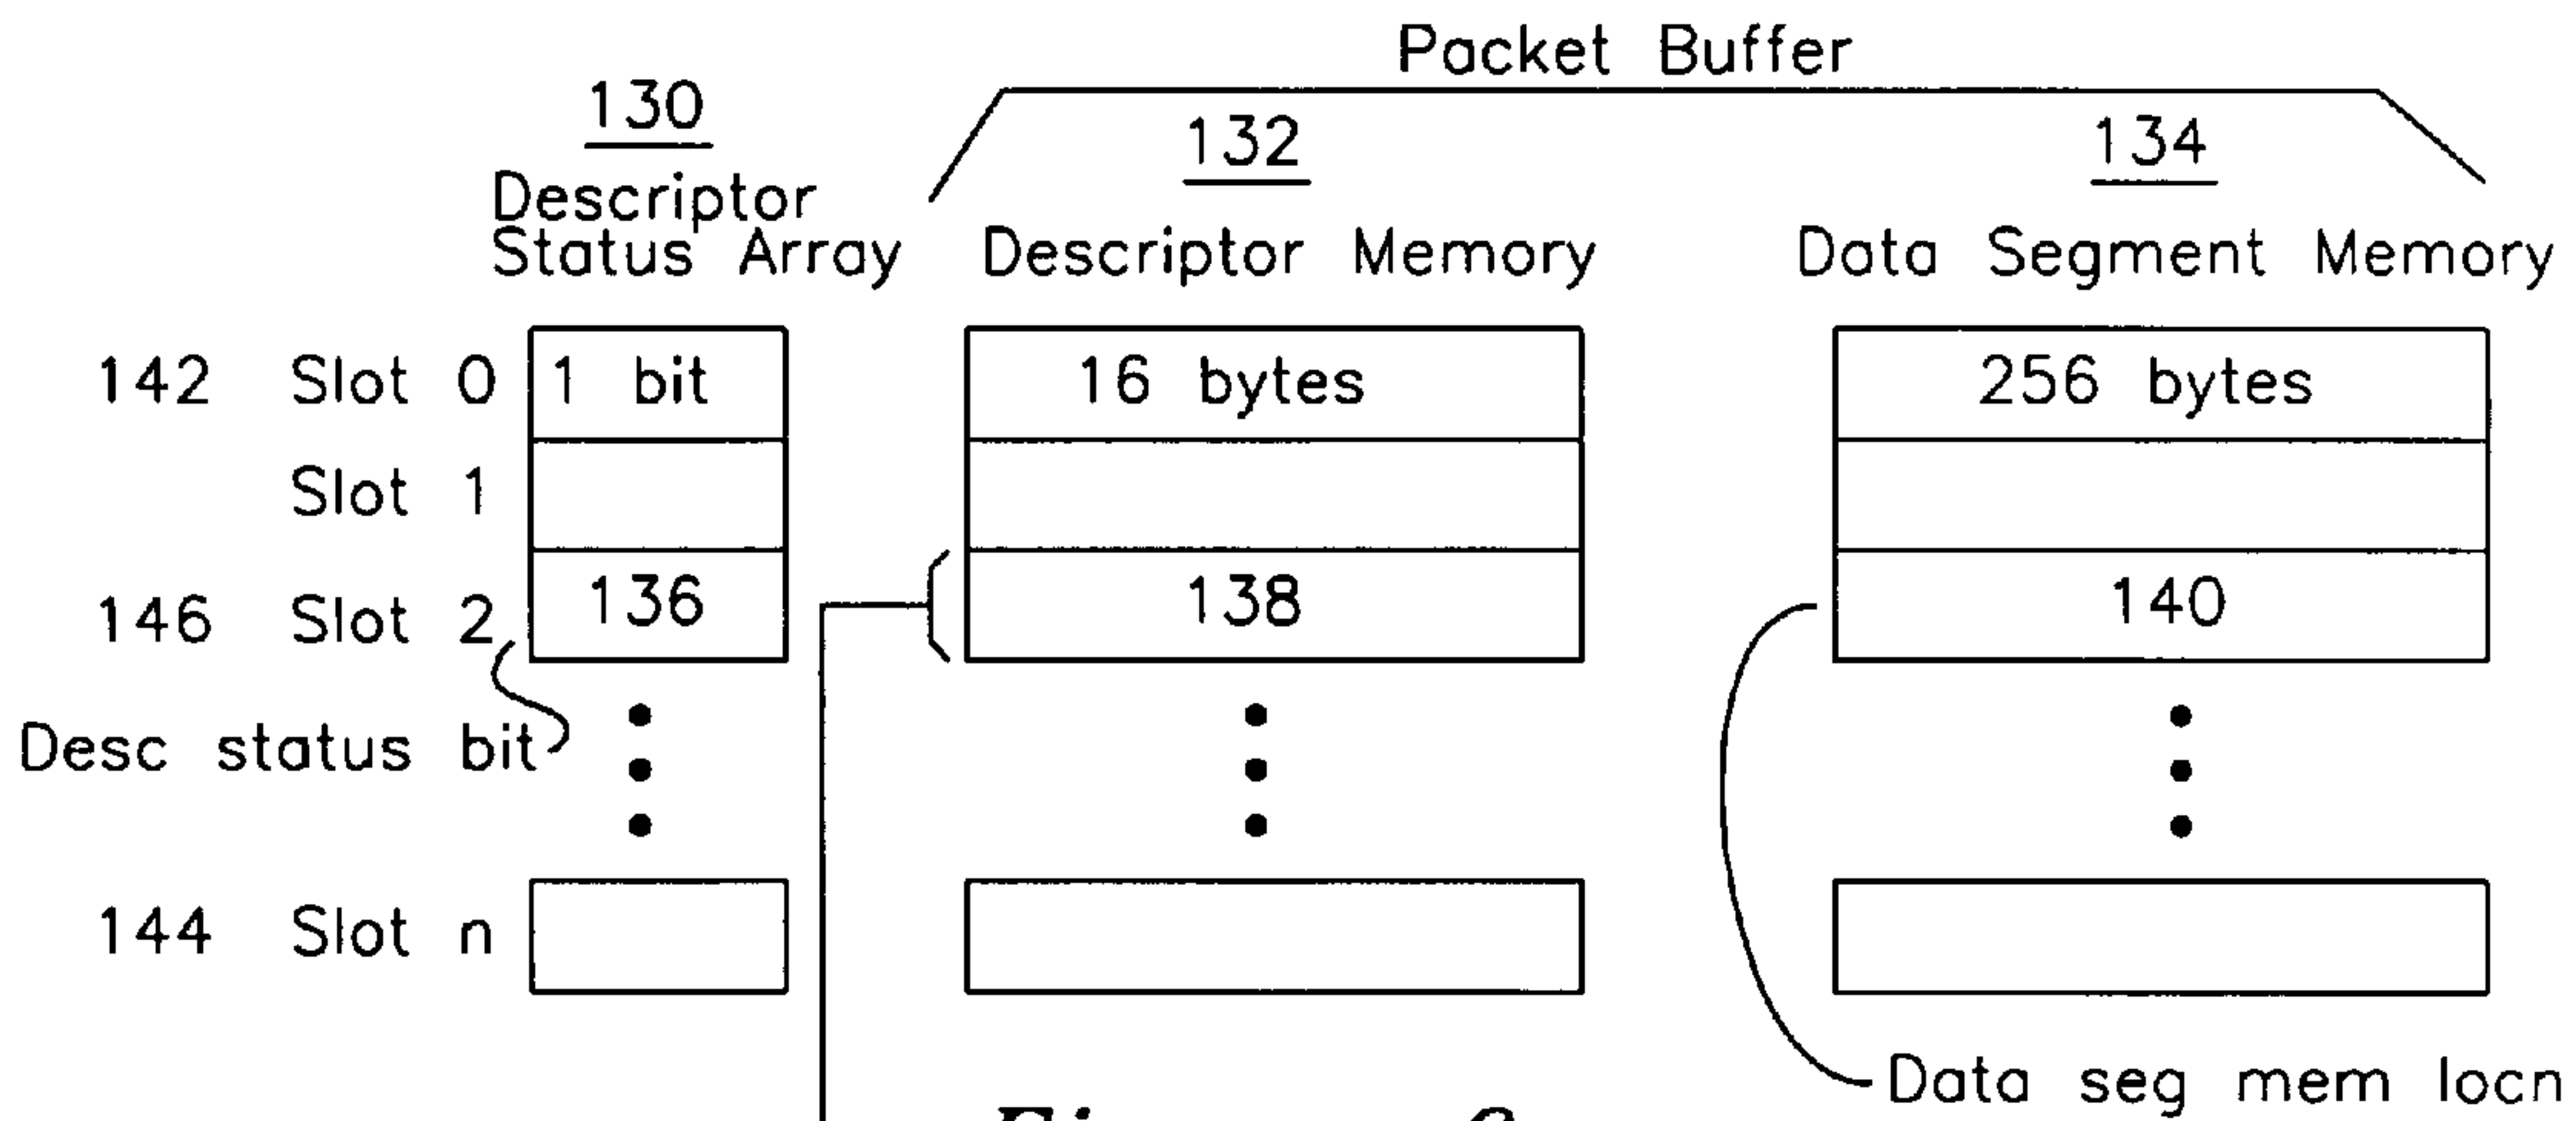 Packet Buffer
130
132
134
Descriptor
Status Array
Descriptor Memory
Data Segment Memory
142 Slot 0 1 bit 16 bytes 256 bytes
Slot 1
146 Slot 2 136 138 140
Desc status bit
144 Slot n
Data seg mem locn